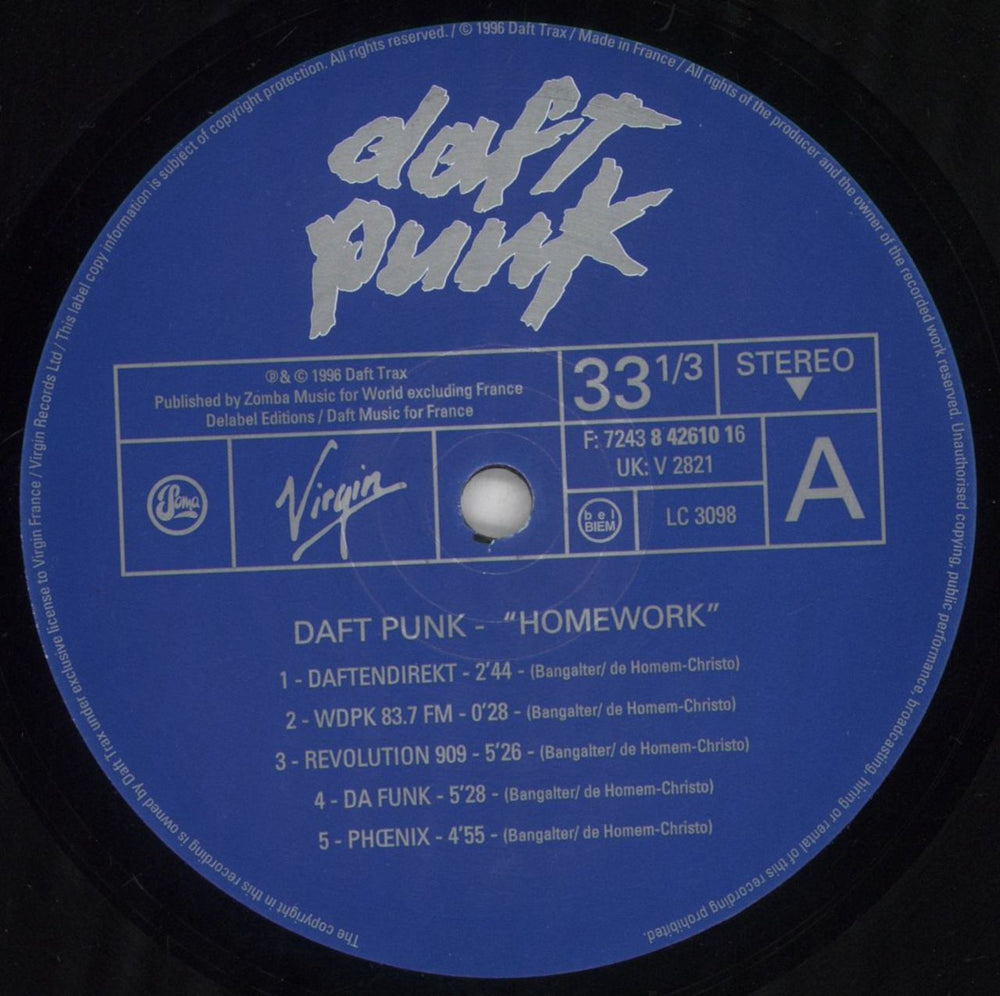 The copyright in this recording is owned by Daft Trax under exclusive license to Virgin France / Virgin Records Ltd / This label copy information is subject of copyright protection. All rights reserved. / © 1996 Daft Trax / Made in France / All rights of the producer and the owner of the recorded work reserved. Unauthorised copying, public performance, broadcasting, hiring or rental of this recording prohibited.
daft
punk
℗& © 1996 Daft Trax
Published by Zomba Music for World excluding France
Delabel Editions / Daft Music for France
33 1/3
STEREO
Soma
Virgin
F: 7243 8 42610 16
UK: V 2821
bel
BIEM
LC 3098
A
DAFT PUNK - “HOMEWORK”
1 - DAFTENDIREKT - 2'44 - (Bangalter/ de Homem-Christo)
2 - WDPK 83.7 FM - 0'28 - (Bangalter/ de Homem-Christo)
3 - REVOLUTION 909 - 5'26 - (Bangalter/ de Homem-Christo)
4 - DA FUNK - 5'28 - (Bangalter/ de Homem-Christo)
5 - PHŒNIX - 4'55 - (Bangalter/ de Homem-Christo)